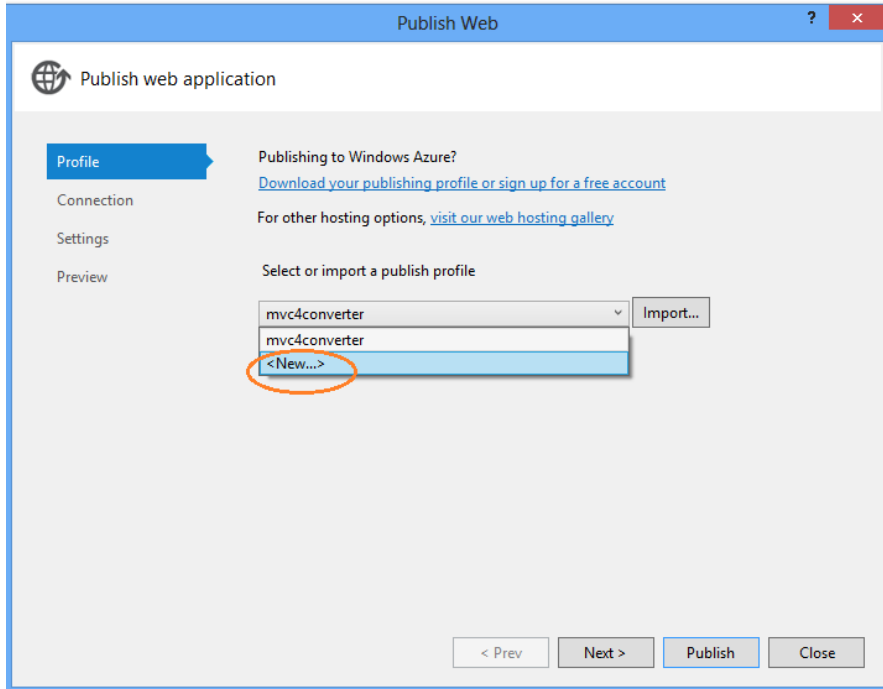 Publish Web
? ×
Publish web application
Profile
Connection
Settings
Preview
Publishing to Windows Azure?
Download your publishing profile or sign up for a free account
For other hosting options, visit our web hosting gallery
Select or import a publish profile
mvc4converter
Import...
mvc4converter
<New...>
< Prev
Next >
Publish
Close